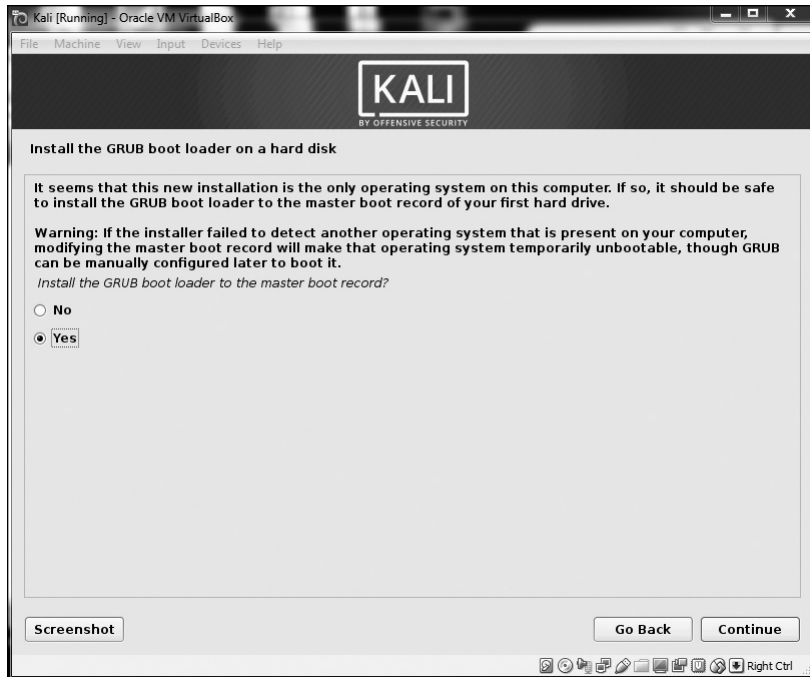 Kali [Running] - Oracle VM VirtualBox
File Machine View Input Devices Help
KALI
BY OFFENSIVE SECURITY
Install the GRUB boot loader on a hard disk
It seems that this new installation is the only operating system on this computer. If so, it should be safe
to install the GRUB boot loader to the master boot record of your first hard drive.
Warning: If the installer failed to detect another operating system that is present on your computer,
modifying the master boot record will make that operating system temporarily unbootable, though GRUB
can be manually configured later to boot it.
Install the GRUB boot loader to the master boot record?
No
Yes
Screenshot
Go Back
Continue
Right Ctrl